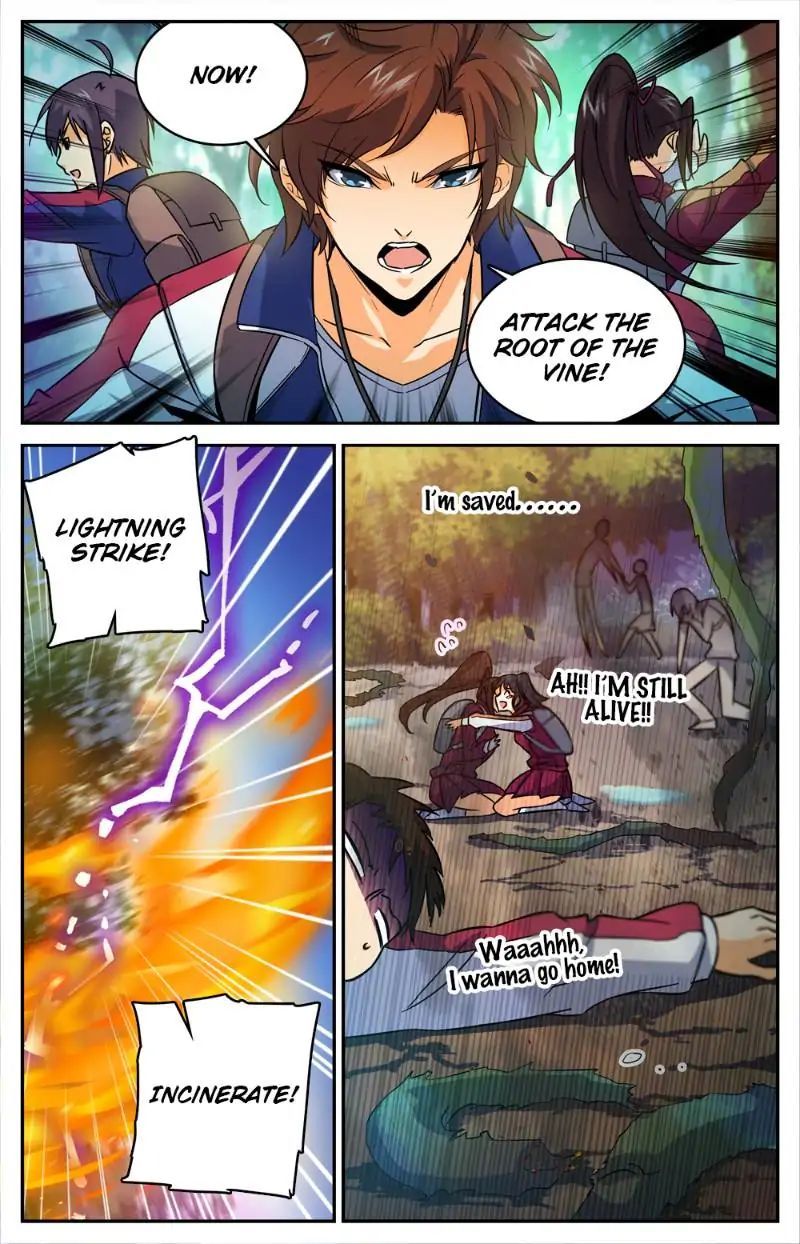 NOW!
ATTACK THE
ROOT OF THE
VINE!
LIGHTNING
STRIKE!
I'm saved......
AH!! I'M STILL
ALIVE!!
Waaahhh,
I wanna go home!
INCINERATE!